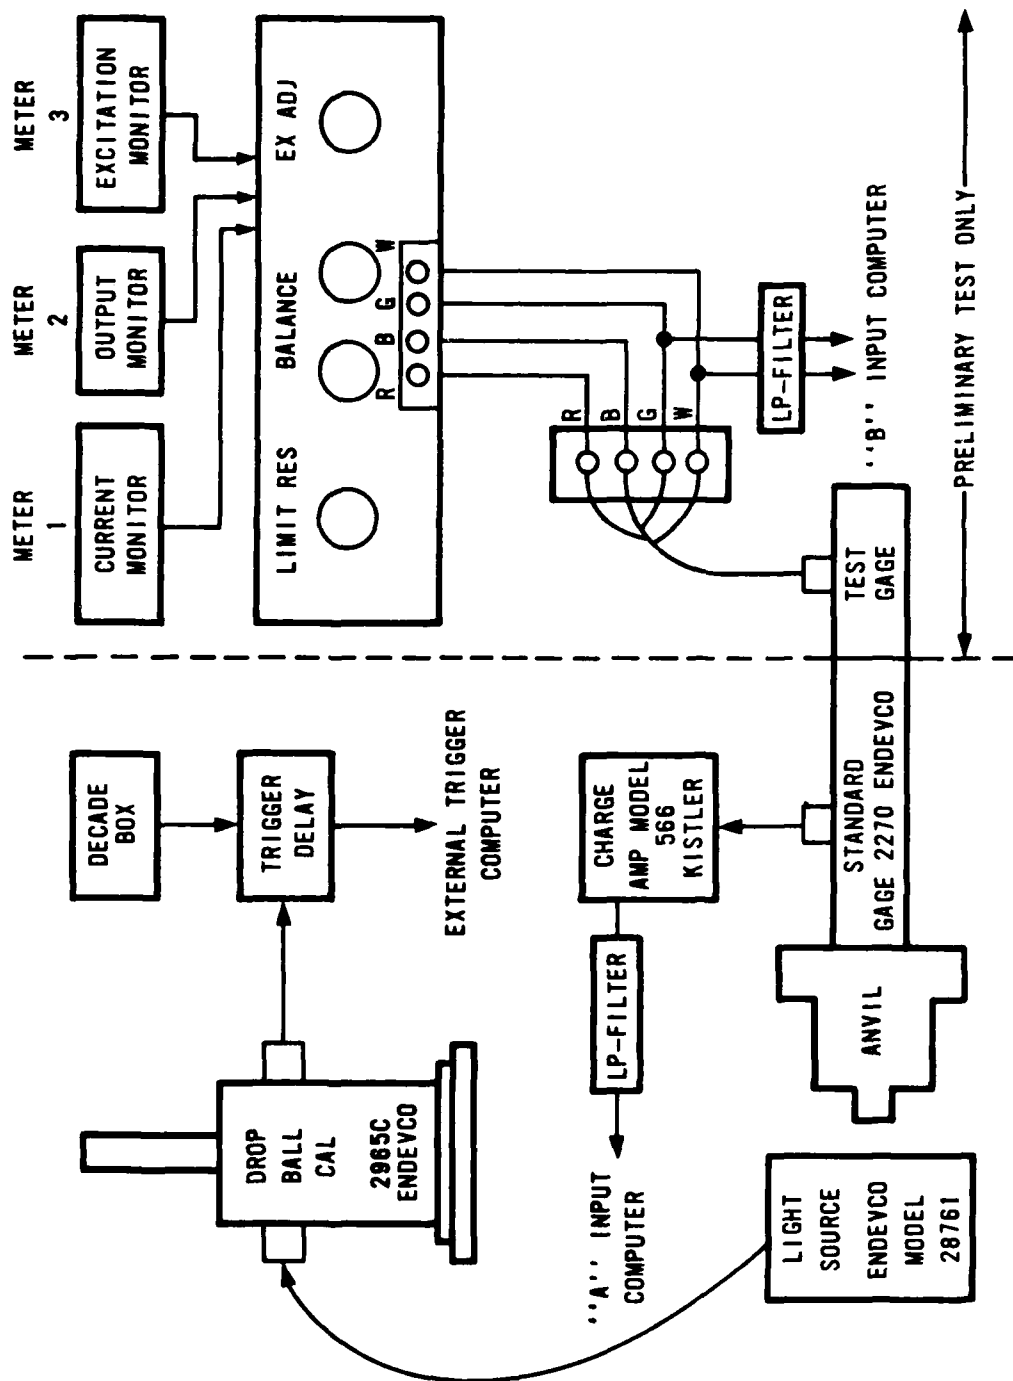 METER
1
CURRENT
MONITOR
METER
2
OUTPUT
MONITOR
METER
3
EXCITATION
MONITOR
LIMIT RES
BALANCE
EX ADJ
R
B
G
W
R
B
G
W
LP-FILTER
"B" INPUT COMPUTER
TEST
GAGE
PRELIMINARY TEST ONLY
DECADE
BOX
TRIGGER
DELAY
EXTERNAL TRIGGER
COMPUTER
DROP
BALL
CAL
2965C
ENDEVCO
CHARGE
AMP MODEL
566
KISTLER
LP-FILTER
"A" INPUT
COMPUTER
STANDARD
GAGE 2270 ENDEVCO
ANVIL
LIGHT
SOURCE
ENDEVCO
MODEL
28761